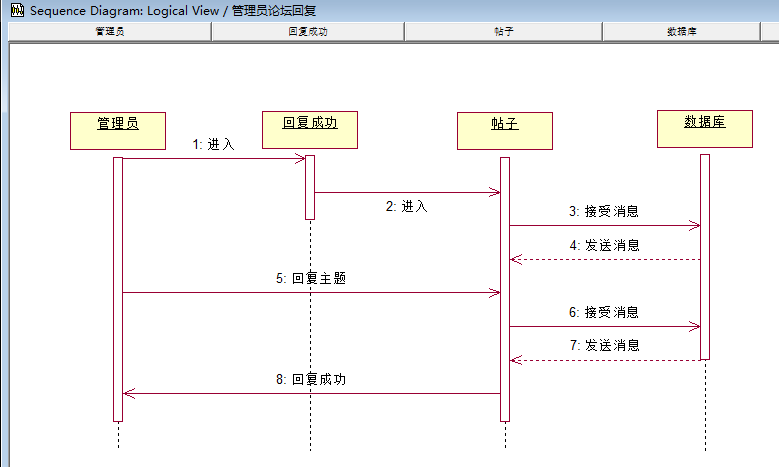 Sequence Diagram: Logical View / 管理员论坛回复
管理员 回复成功 帖子 数据库
管理员 回复成功 帖子 数据库
1: 进入
2: 进入
3: 接受消息
4: 发送消息
5: 回复主题
6: 接受消息
7: 发送消息
8: 回复成功